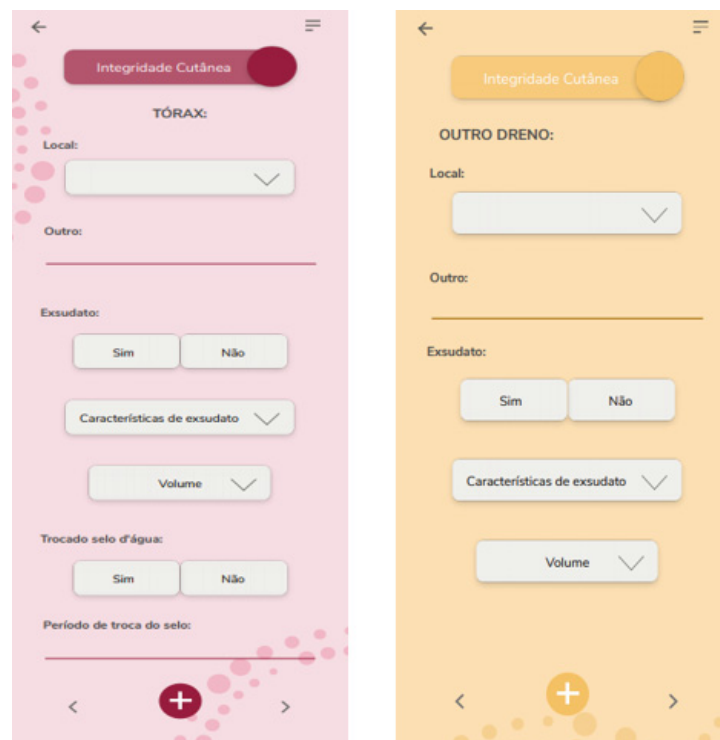 Integridade Cutânea
TÓRAX:
Local:
Outro:
Exsudato:
Sim Não
Características de exsudato
Volume
Trocado selo d'água:
Sim Não
Período de troca do selo:
Integridade Cutânea
OUTRO DRENO:
Local:
Outro:
Exsudato:
Sim Não
Características de exsudato
Volume